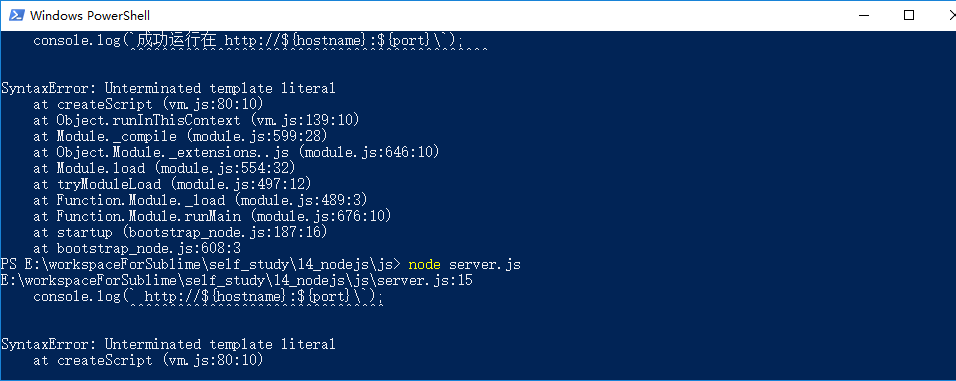 Windows PowerShell
console.log(`成功运行在 http://${hostname}:${port}\`);
^^^^^^^^^^^^^^^^^^^^^^^^^^^^^^^^^^^^^^^^^^^^^
SyntaxError: Unterminated template literal
at createScript (vm.js:80:10)
at Object.runInThisContext (vm.js:139:10)
at Module._compile (module.js:599:28)
at Object.Module._extensions..js (module.js:646:10)
at Module.load (module.js:554:32)
at tryModuleLoad (module.js:497:12)
at Function.Module._load (module.js:489:3)
at Function.Module.runMain (module.js:676:10)
at startup (bootstrap_node.js:187:16)
at bootstrap_node.js:608:3
PS E:\workspaceForSublime\self_study\14_nodejs\js> node server.js
E:\workspaceForSublime\self_study\14_nodejs\js\server.js:15
console.log(` http://${hostname}:${port}\`);
^^^^^^^^^^^^^^^^^^^^^^^^^^^^^^^^
SyntaxError: Unterminated template literal
at createScript (vm.js:80:10)